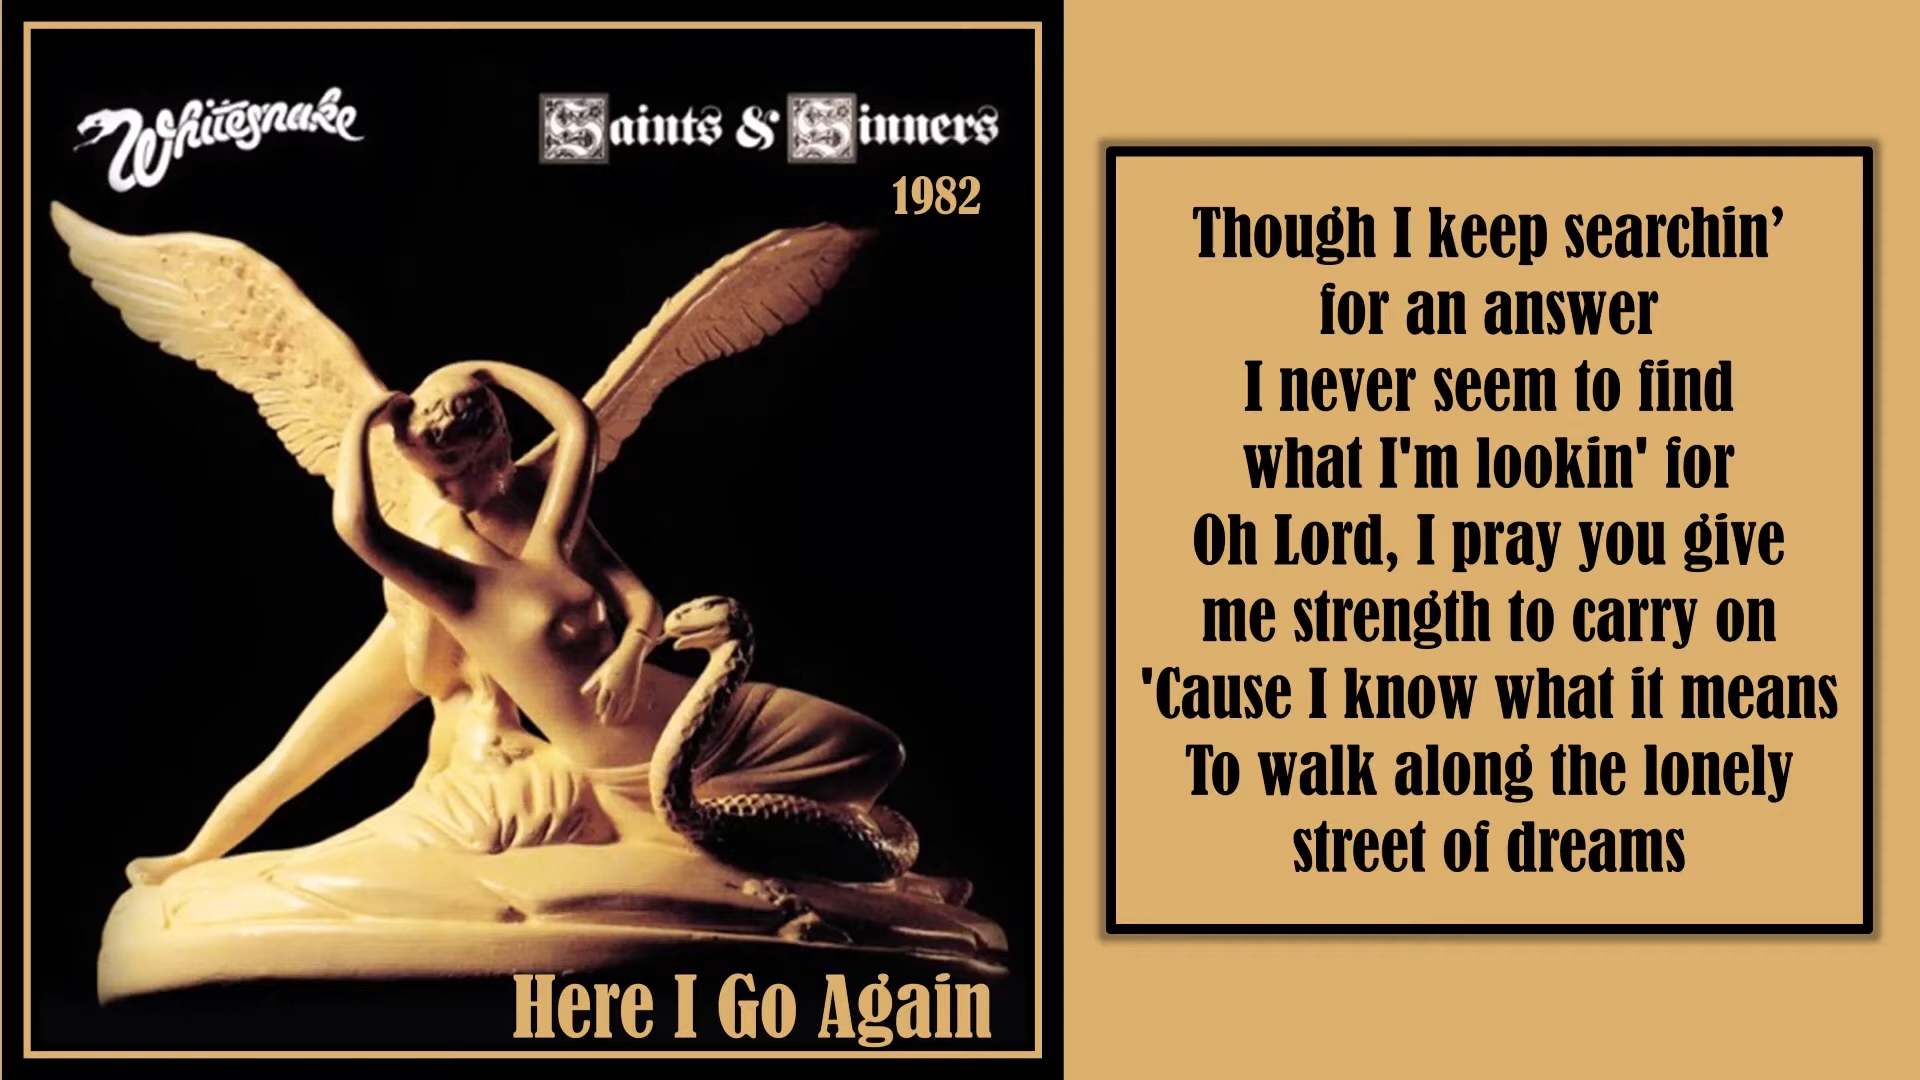 Whitesnake
Saints & Sinners
1982
Here I Go Again
Though I keep searchin’
for an answer
I never seem to find
what I'm lookin' for
Oh Lord, I pray you give
me strength to carry on
'Cause I know what it means
To walk along the lonely
street of dreams